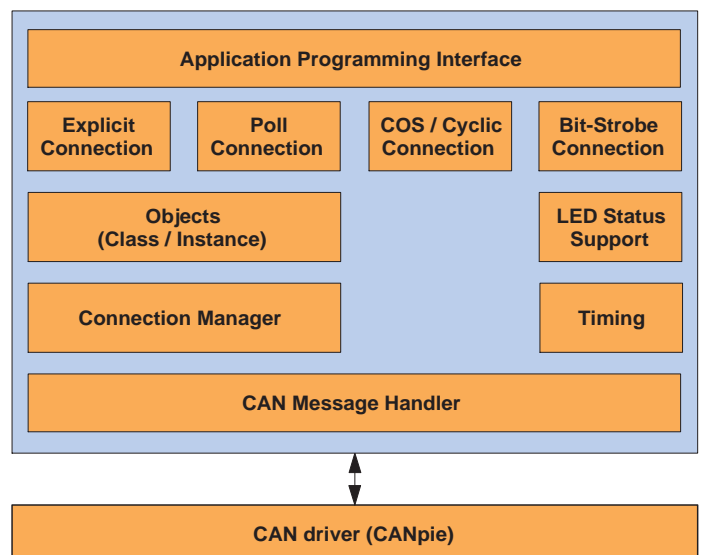 Application Programming Interface
Explicit
Connection
Poll
Connection
COS / Cyclic
Connection
Bit-Strobe
Connection
Objects
(Class / Instance)
LED Status
Support
Connection Manager
Timing
CAN Message Handler
CAN driver (CANpie)